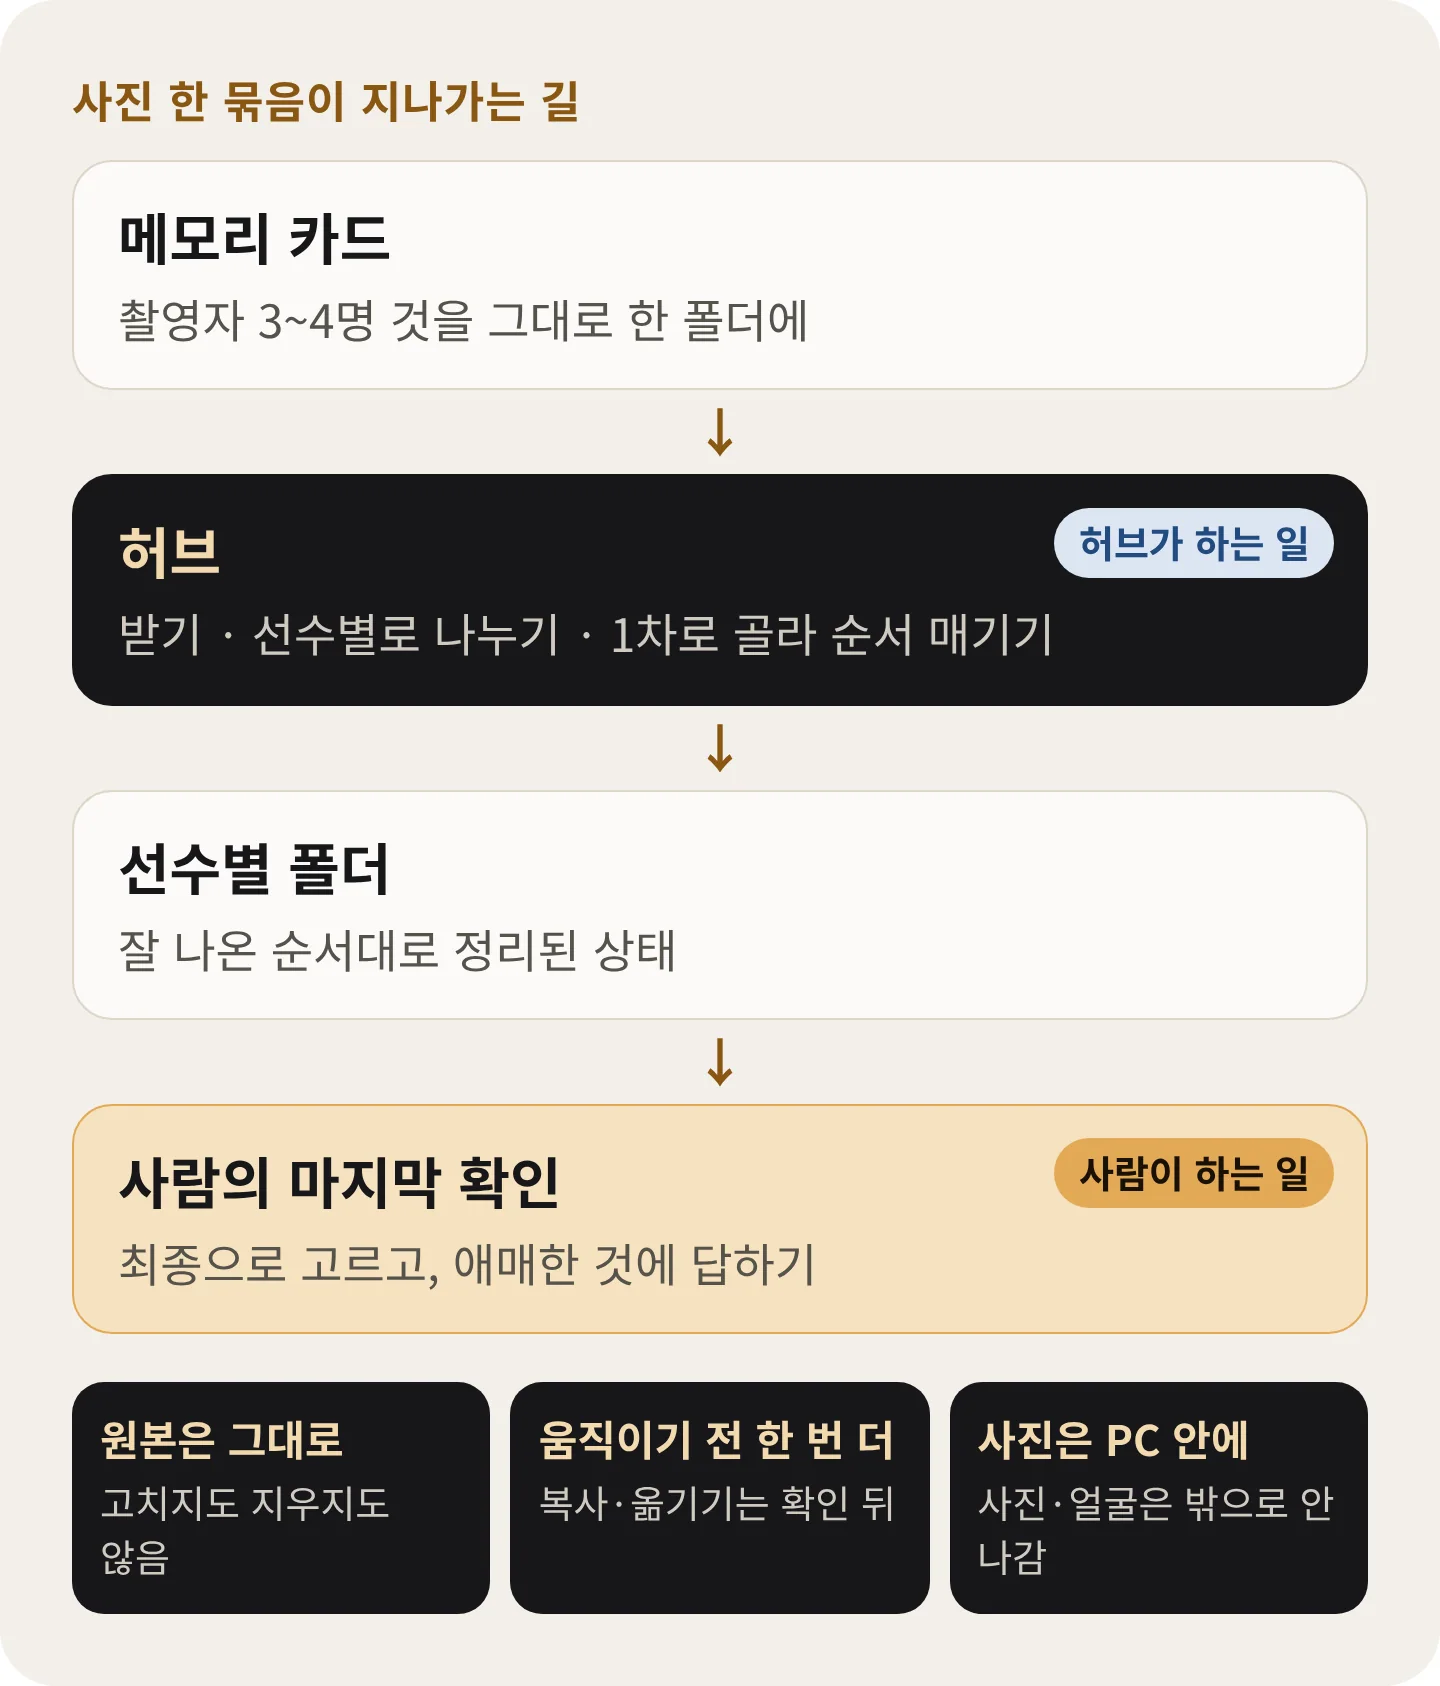 사진 한 묶음이 지나가는 길
메모리 카드
촬영자 3~4명 것을 그대로 한 폴더에
↓
허브
허브가 하는 일
받기 · 선수별로 나누기 · 1차로 골라 순서 매기기
↓
선수별 폴더
잘 나온 순서대로 정리된 상태
↓
사람의 마지막 확인
사람이 하는 일
최종으로 고르고, 애매한 것에 답하기
원본은 그대로
고치지도 지우지도
않음
움직이기 전 한 번 더
복사·옮기기는 확인 뒤
사진은 PC 안에
사진·얼굴은 밖으로 안
나감